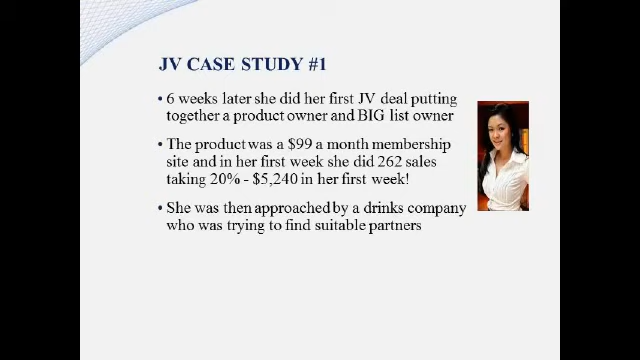 JV CASE STUDY #1
• 6 weeks later she did her first JV deal putting
together a product owner and BIG list owner
• The product was a $99 a month membership
site and in her first week she did 262 sales
taking 20% - $5,240 in her first week!
• She was then approached by a drinks company
who was trying to find suitable partners